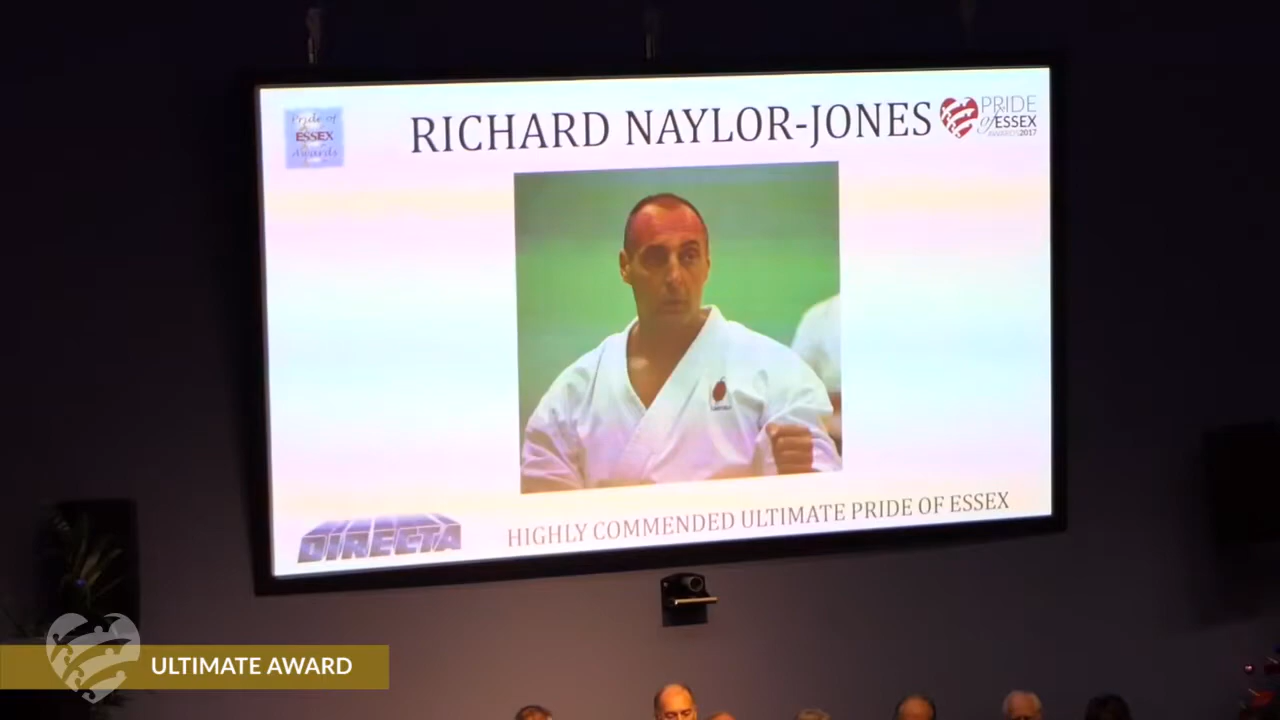 RICHARD NAYLOR-JONES
Pride of
ESSEX
Awards
PRIDE
of ESSEX
AWARDS 2017
DIRECTA
HIGHLY COMMENDED ULTIMATE PRIDE OF ESSEX
ULTIMATE AWARD